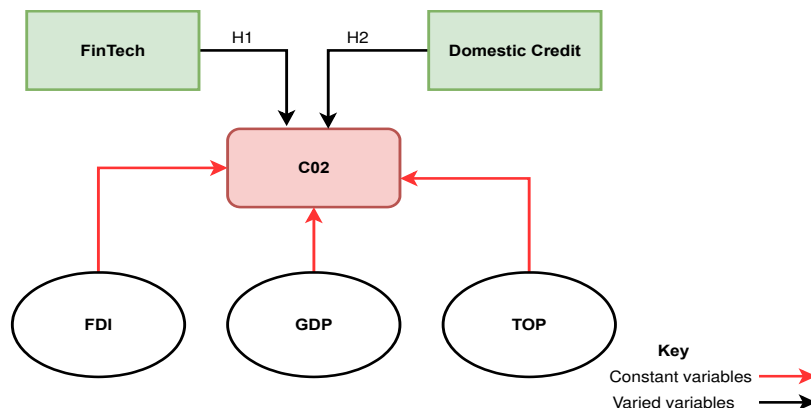 H1
H2
FinTech
Domestic Credit
C02
FDI
GDP
TOP
Key
Constant variables
Varied variables